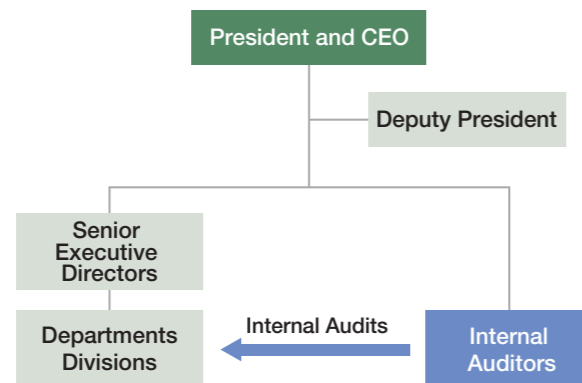 President and CEO
Deputy President
Senior
Executive
Directors
Departments
Divisions
Internal Audits
Internal
Auditors